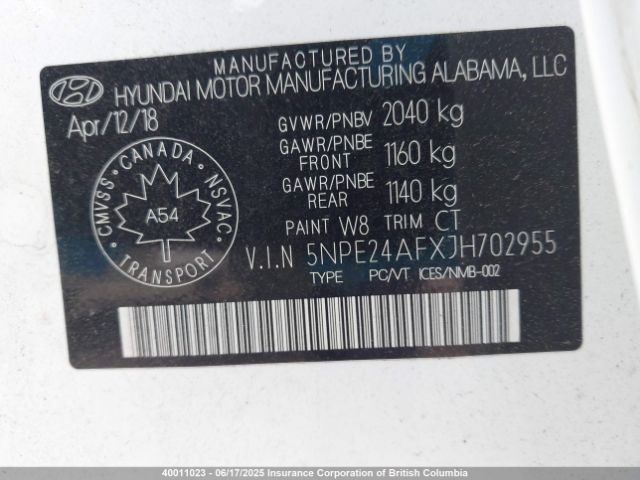 MANUFACTURED BY
HYUNDAI MOTOR MANUFACTURING ALABAMA, LLC
Apr/12/18
GVWR/PNBV 2040 kg
GAWR/PNBE FRONT 1160 kg
GAWR/PNBE REAR 1140 kg
CANADA
CMVSS
NSVAC
A54
TRANSPORT
PAINT W8 TRIM CT
V.I.N 5NPE24AFXJH702955
TYPE PC/VT ICES/NMB-002
40011023 - 06/17/2025 Insurance Corporation of British Columbia